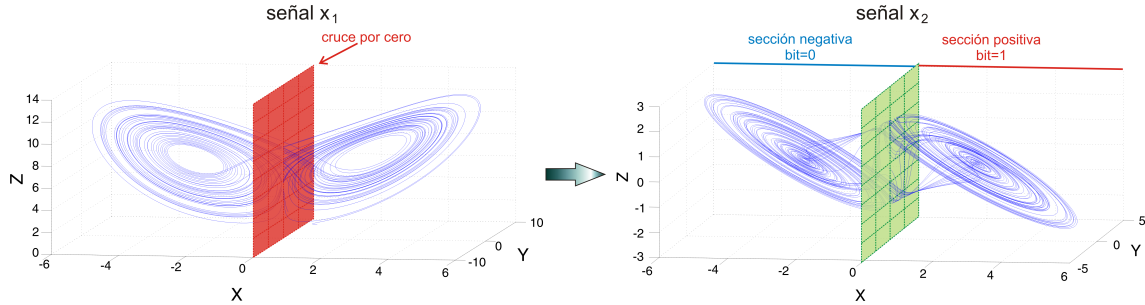 señal x₁
cruce por cero
14
12
10
8
6
4
2
0
Z
-6
-4
-2
0
2
4
6
X
-10
0
10
Y
señal x₂
sección negativa
bit=0
sección positiva
bit=1
3
2
1
0
-1
-2
-3
Z
-6
-4
-2
0
2
4
6
X
-5
0
5
Y